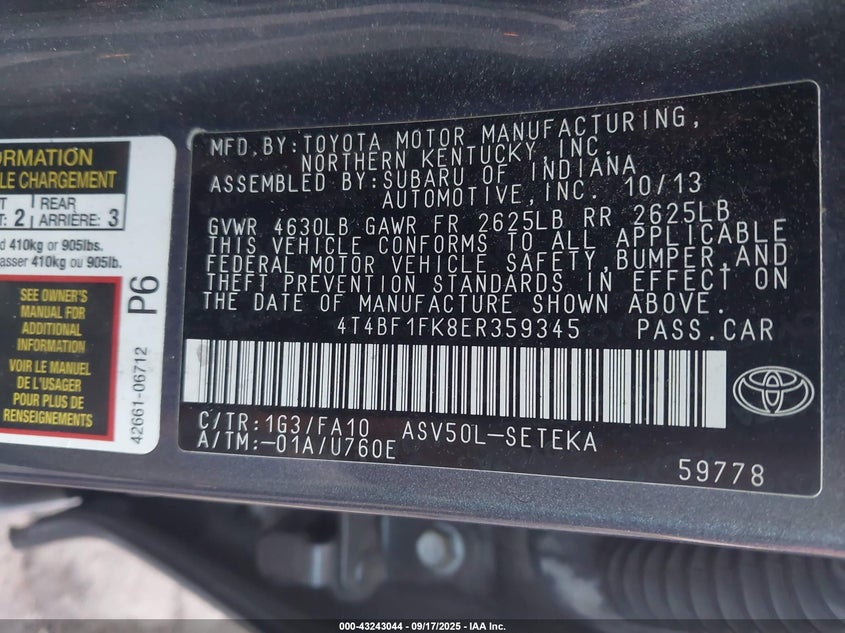 ORMATION
LE CHARGEMENT
T: 2 REAR ARRIÈRE: 3
d 410kg or 905lbs.
asser 410kg ou 905lb.
SEE OWNER'S
MANUAL FOR
ADDITIONAL
INFORMATION
VOIR LE MANUEL
DE L'USAGER
POUR PLUS DE
RENSEIGNEMENTS
42661-06712
P6
MFD.BY:TOYOTA MOTOR MANUFACTURING,
NORTHERN KENTUCKY, INC.
ASSEMBLED BY:SUBARU OF INDIANA
AUTOMOTIVE,INC. 10/13
GVWR 4630LB GAWR FR 2625LB RR 2625LB
THIS VEHICLE CONFORMS TO ALL APPLICABLE
FEDERAL MOTOR VEHICLE SAFETY,BUMPER,AND
THEFT PREVENTION STANDARDS IN EFFECT ON
THE DATE OF MANUFACTURE SHOWN ABOVE.
4T4BF1FK8ER359345 PASS.CAR
C/TR:1G3/FA10 ASV50L-SETEKA
A/TM:-01A/U760E
59778
000-43243044 - 09/17/2025 - IAA Inc.